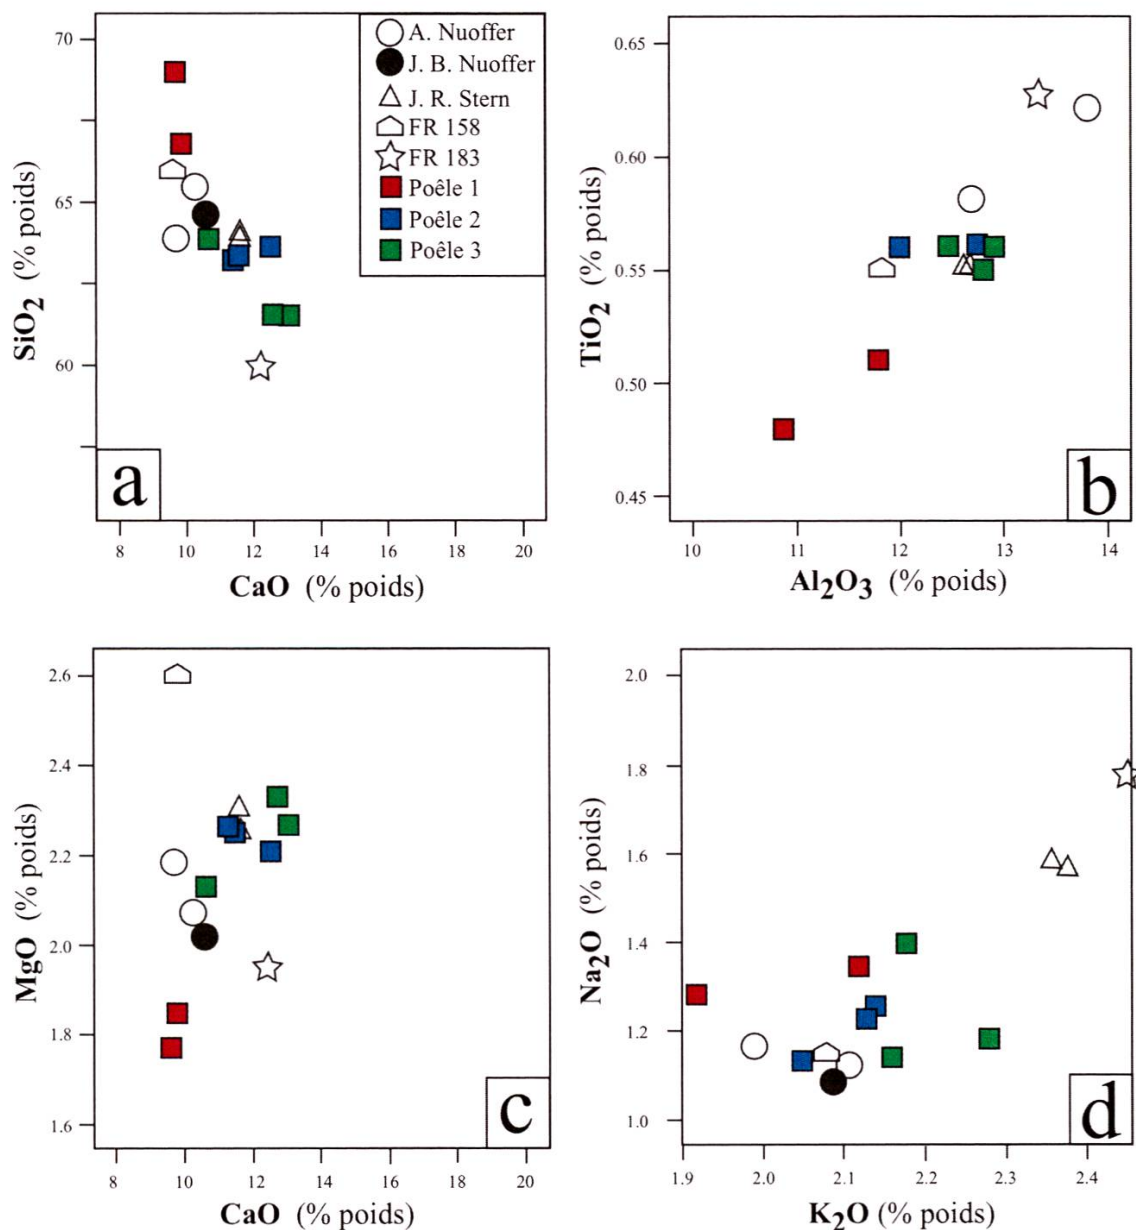 70
65
60
SiO2 (% poids)
A. Nuoffer
J. B. Nuoffer
J. R. Stern
FR 158
FR 183
Poêle 1
Poêle 2
Poêle 3
a
8 10 12 14 16 18 20
CaO (% poids)
0.65
0.60
0.55
0.50
0.45
TiO2 (% poids)
b
10 11 12 13 14
Al2O3 (% poids)
2.6
2.4
2.2
2.0
1.8
1.6
MgO (% poids)
c
8 10 12 14 16 18 20
CaO (% poids)
2.0
1.8
1.6
1.4
1.2
1.0
Na2O (% poids)
d
1.9 2.0 2.1 2.2 2.3 2.4
K2O (% poids)